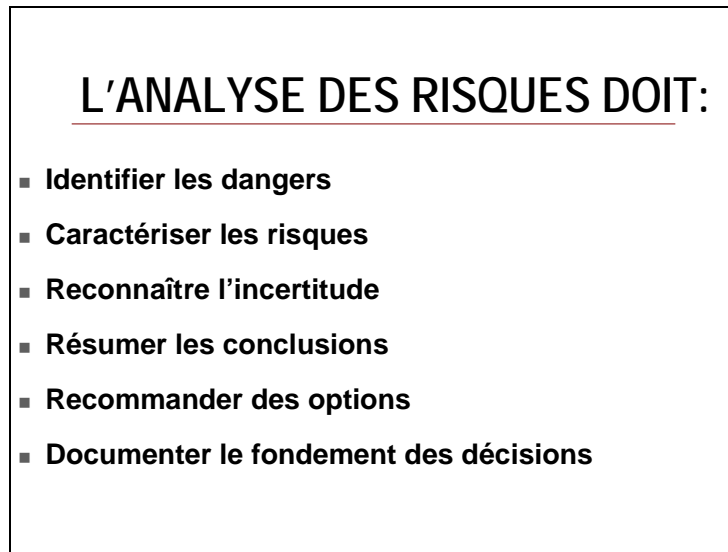 L’ANALYSE DES RISQUES DOIT:
■ Identifier les dangers
■ Caractériser les risques
■ Reconnaître l’incertitude
■ Résumer les conclusions
■ Recommander des options
■ Documenter le fondement des décisions